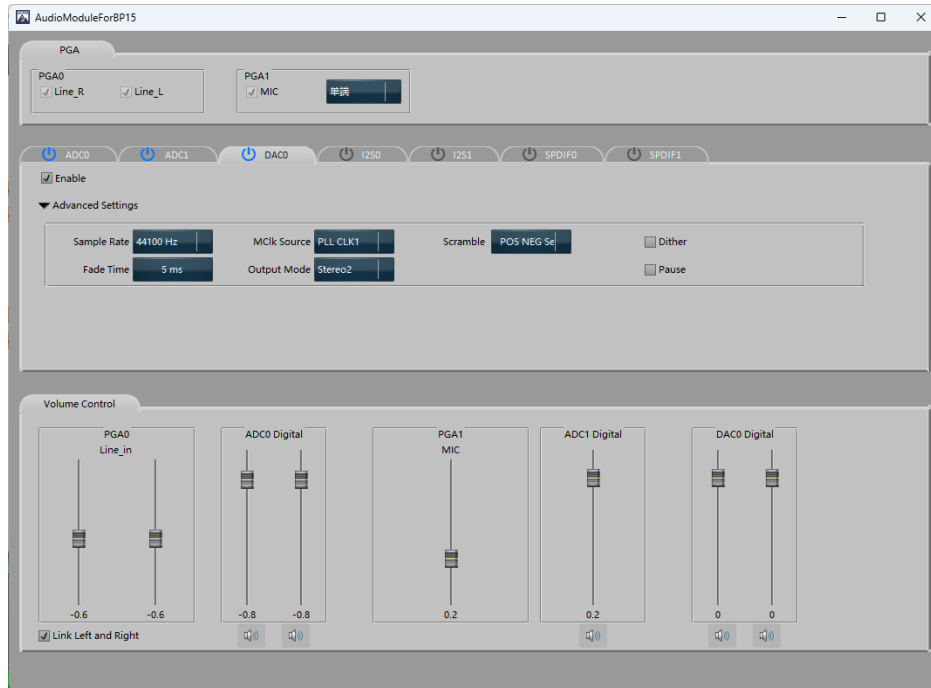 AudioModuleForBP15
PGA
PGA0
Line_R Line_L
PGA1
MIC 单端
ADC0 ADC1 DAC0 I2S0 I2S1 SPDIF0 SPDIF1
Enable
Advanced Settings
Sample Rate 44100 Hz MClk Source PLL CLK1 Scramble POS NEG Se Dither
Fade Time 5 ms Output Mode Stereo2 Pause
Volume Control
PGA0 ADC0 Digital PGA1 ADC1 Digital DAC0 Digital
Line_in MIC
-0.6 -0.6 -0.8 -0.8 0.2 0.2 0 0
Link Left and Right